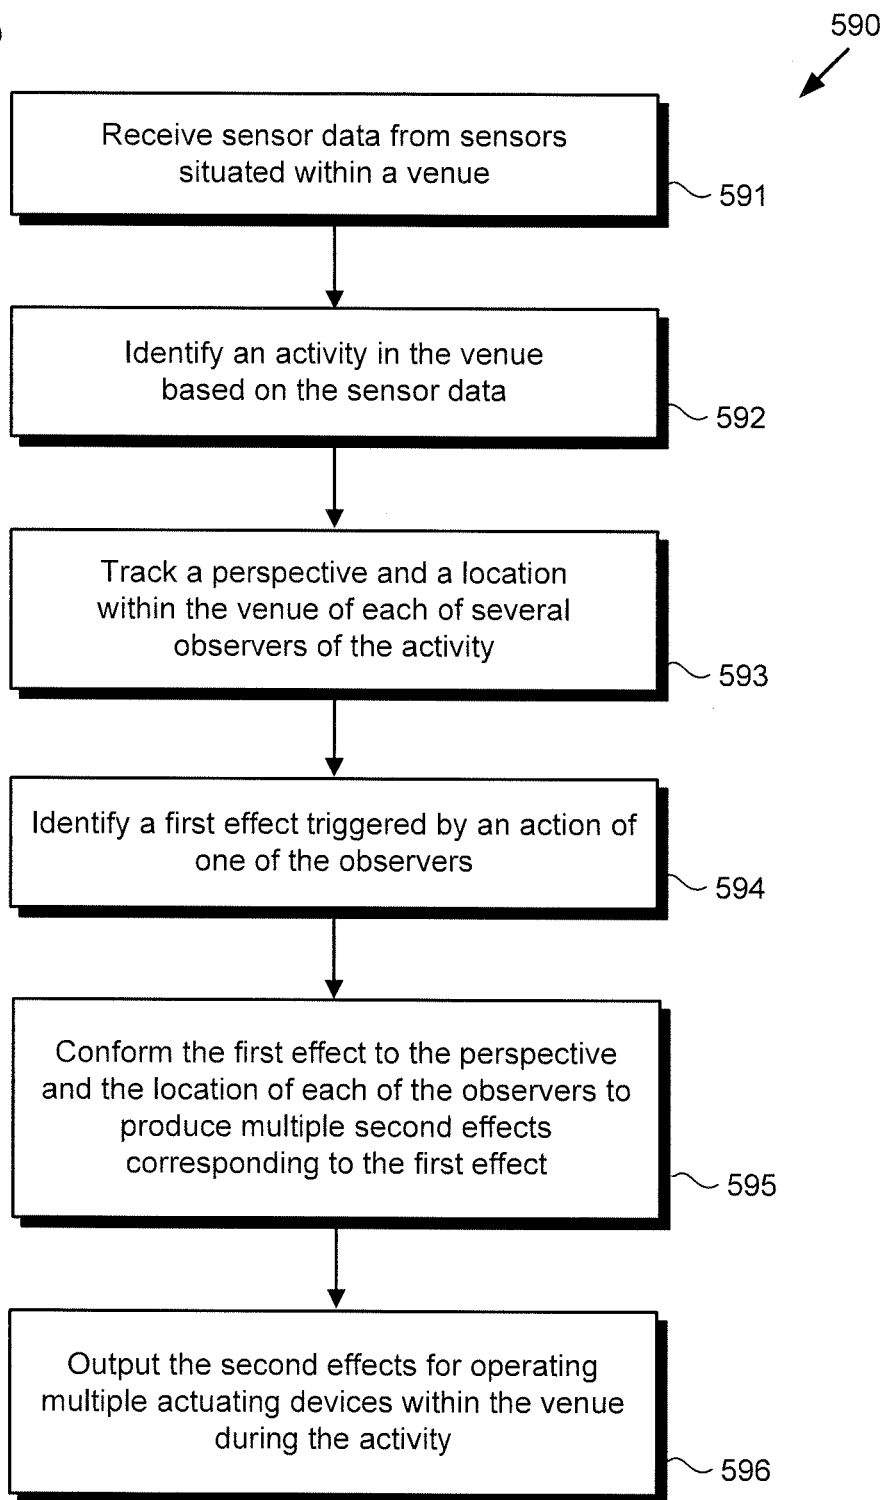 590
Receive sensor data from sensors
situated within a venue
591
Identify an activity in the venue
based on the sensor data
592
Track a perspective and a location
within the venue of each of several
observers of the activity
593
Identify a first effect triggered by an action of
one of the observers
594
Conform the first effect to the perspective
and the location of each of the observers to
produce multiple second effects
corresponding to the first effect
595
Output the second effects for operating
multiple actuating devices within the venue
during the activity
596